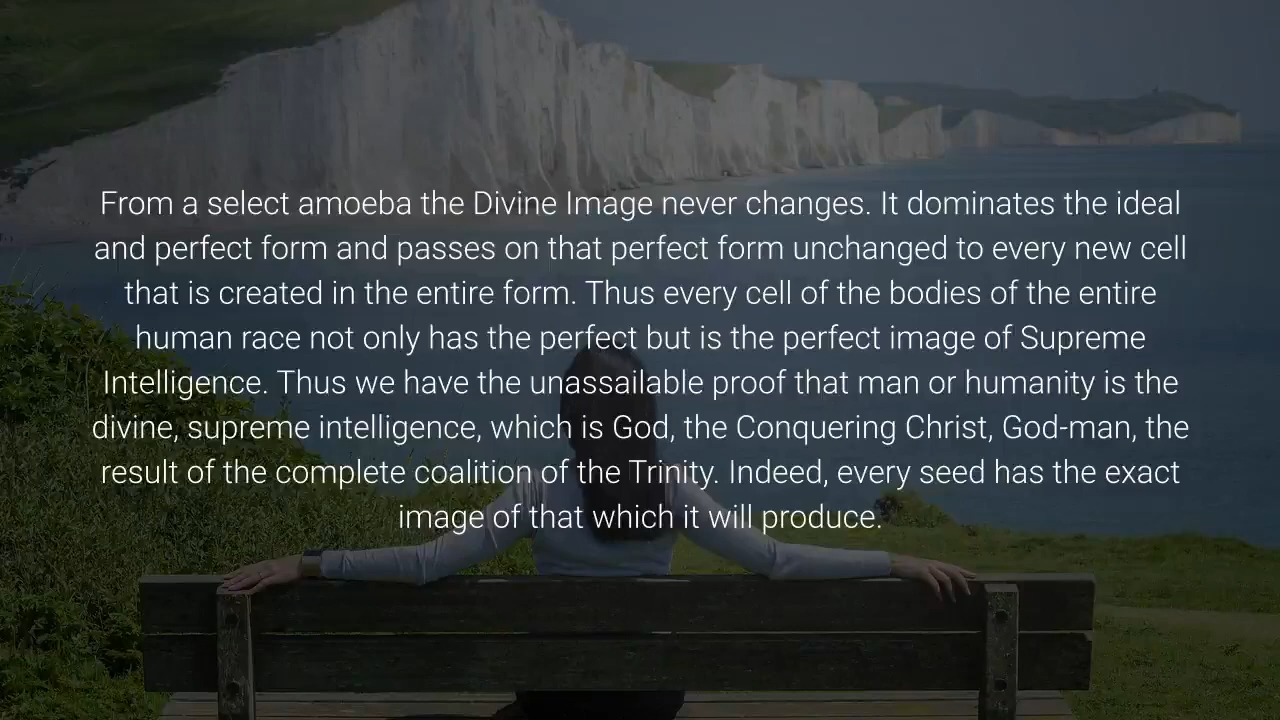 From a select amoeba the Divine Image never changes. It dominates the ideal
and perfect form and passes on that perfect form unchanged to every new cell
that is created in the entire form. Thus every cell of the bodies of the entire
human race not only has the perfect but is the perfect image of Supreme
Intelligence. Thus we have the unassailable proof that man or humanity is the
divine, supreme intelligence, which is God, the Conquering Christ, God-man, the
result of the complete coalition of the Trinity. Indeed, every seed has the exact
image of that which it will produce.